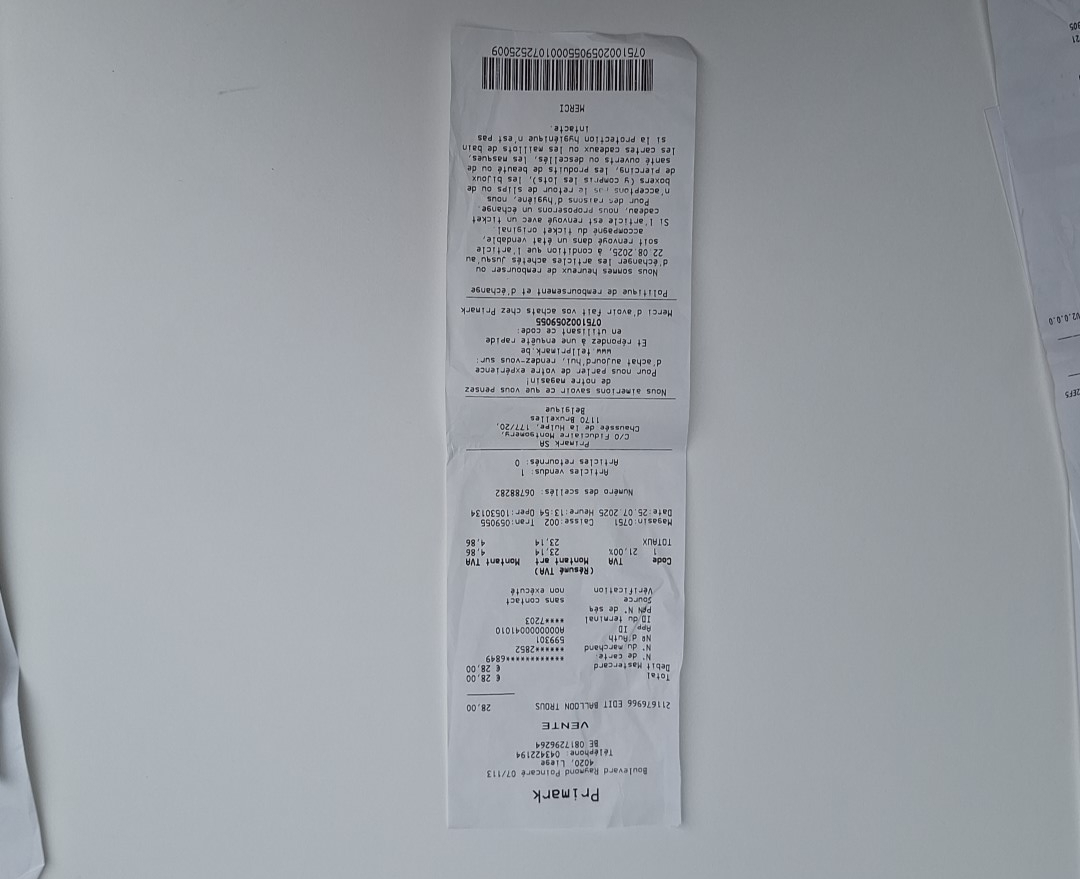 Primark
Boulevard Raymond Poincaré 07/113
4020, Liege
Téléphone: 043422194
BE 0817296264
VENTE
211676966 EDIT BALLOON TROUS 28,00
Total € 28,00
Debit Mastercard € 28,00
N° de carte: ************6849
N° du marchand ******2852
Nº d'Auth 599301
App. ID A0000000041010
ID/du terminal ****7203
PAN N° de séq
Source sans contact
Vérification non exécuté
(Résumé TVA)
Code TVA Montant art Montant TVA
1 21,00% 23,14 4,86
TOTAUX 23,14 4,86
Magasin:0751 Caisse:002 Tran:059055
Date:25.07.2025 Heure:13:54 Oper:10530134
Numéro des scellés: 06788282
Articles vendus: 1
Articles retournés: 0
Primark SA
C/O Fiduciaire Montgomery,
Chaussée de la Hulpe, 177/20,
1170 Bruxelles
Belgique
Nous aimerions savoir ce que vous pensez
de notre magasin!
Pour nous parler de votre expérience
d'achat aujourd'hui, rendez-vous sur:
www.tellprimark.be
Et répondez à une enquête rapide
en utilisant ce code:
0751002059055
Merci d'avoir fait vos achats chez Primark
Politique de remboursement et d'échange
Nous sommes heureux de rembourser ou
d'échanger les articles achetés jusqu'au
22.08.2025, à condition que l'article
soit renvoyé dans un état vendable,
accompagné du ticket original.
Si l'article est renvoyé avec un ticket
cadeau, nous proposerons un échange.
Pour des raisons d'hygiène, nous
n'acceptons pas le retour de slips ou de
boxers (y compris les lots), les bijoux
de piercing, les produits de beauté ou de
santé ouverts ou descellés, les masques,
les cartes cadeaux ou les maillots de bain
si la protection hygiénique n'est pas
intacte.
MERCI
0751002059055000107252025009